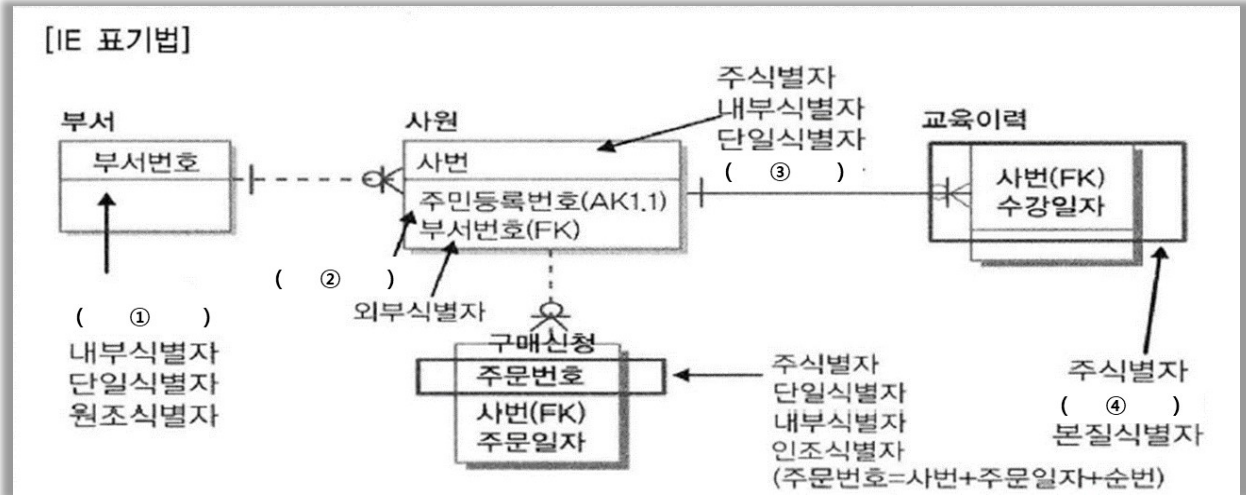 [IE 표기법]
부서
부서번호
( ① )
내부식별자
단일식별자
원조식별자
사원
사번
주민등록번호(AK1.1)
부서번호(FK)
( ② )
외부식별자
주식별자
내부식별자
단일식별자
( ③ )
교육이력
사번(FK)
수강일자
주식별자
( ④ )
본질식별자
구매신청
주문번호
사번(FK)
주문일자
주식별자
단일식별자
내부식별자
인조식별자
(주문번호=사번+주문일자+순번)